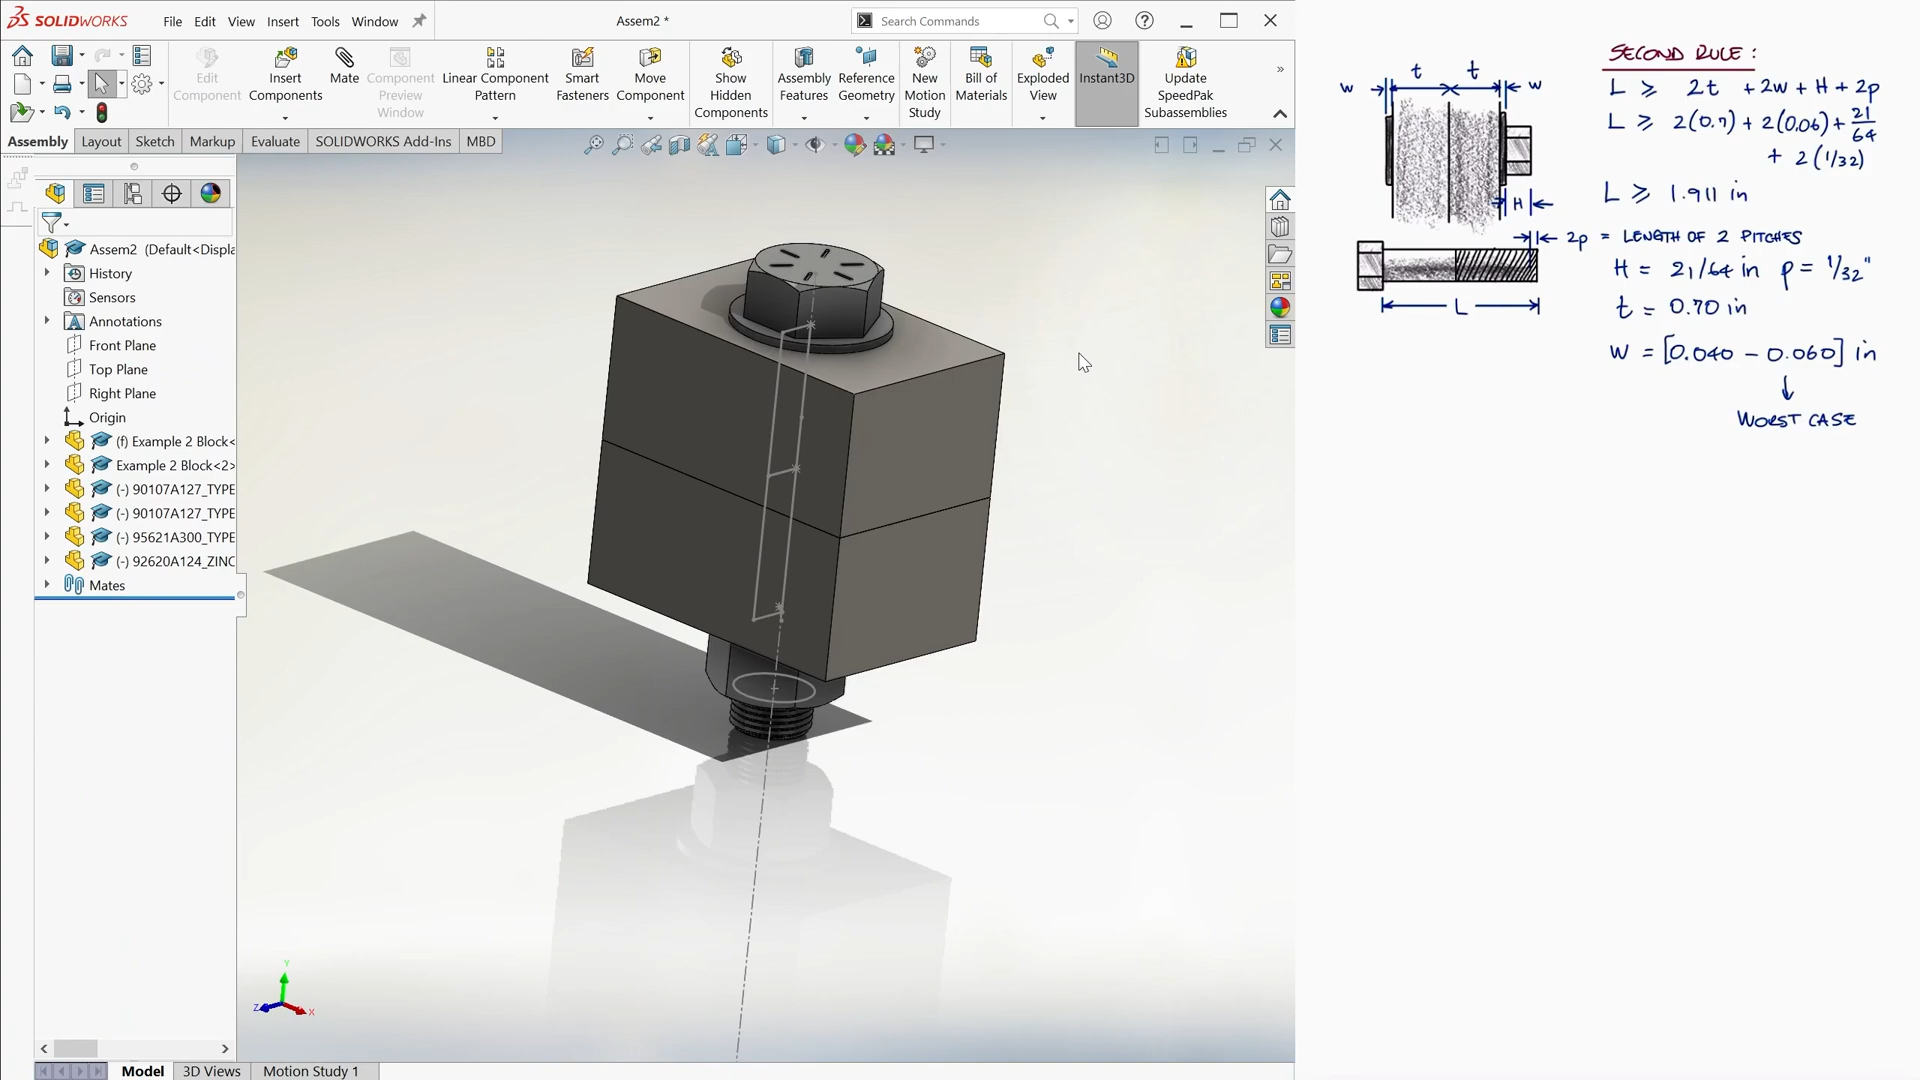 SOLIDWORKS File Edit View Insert Tools Window Assem2 * Search Commands
Edit Component
Insert Components
Mate
Component Preview Window
Linear Component Pattern
Smart Fasteners
Move Component
Show Hidden Components
Assembly Features
Reference Geometry
New Motion Study
Bill of Materials
Exploded View
Instant3D
Update SpeedPak Subassemblies
Assembly Layout Sketch Markup Evaluate SOLIDWORKS Add-Ins MBD
Assem2 (Default<Displa
History
Sensors
Annotations
Front Plane
Top Plane
Right Plane
Origin
(f) Example 2 Block<
Example 2 Block<2>
(-) 90107A127_TYPE
(-) 90107A127_TYPE
(-) 95621A300_TYPE
(-) 92620A124_ZINC
Mates
Y
Z
X
Model 3D Views Motion Study 1
SECOND RULE:
t t
w w
L ⩾ 2t + 2w + H + 2p
L ⩾ 2(0.7) + 2(0.06) + 21/64
+ 2(1/32)
L ⩾ 1.911 in
H
2p = LENGTH OF 2 PITCHES
H = 21/64 in p = 1/32"
L
t = 0.70 in
w = [0.040 - 0.060] in
WORST CASE